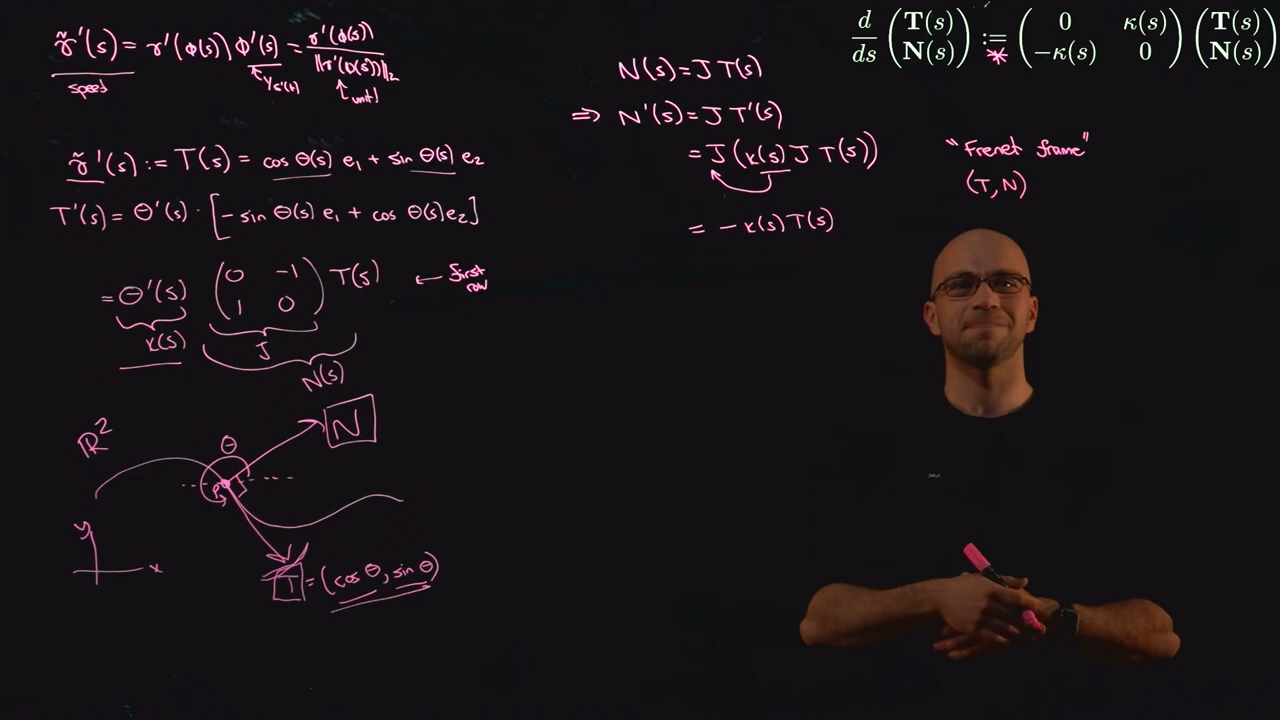 γ̃'(s) = γ'(φ(s)) φ'(s) = γ'(φ(s)) / ||γ'(φ(s))||₂
speed
1/s'(t)
unit!
γ̃'(s) := T(s) = cos θ(s) e₁ + sin θ(s) e₂
T'(s) = θ'(s) · [ - sin θ(s) e₁ + cos θ(s) e₂ ]
= θ'(s) ( 0 -1
1 0 ) T(s) ← first row
κ(s)
J
N(s)
ℝ²
θ
N
P
y
x
T = (cos θ, sin θ)
N(s) = J T(s)
⇒ N'(s) = J T'(s)
= J (κ(s) J T(s))
= - κ(s) T(s)
"Frenet frame"
(T, N)
d/ds ( T(s)
N(s) ) := ( 0 κ(s)
-κ(s) 0 ) ( T(s)
N(s) )
*